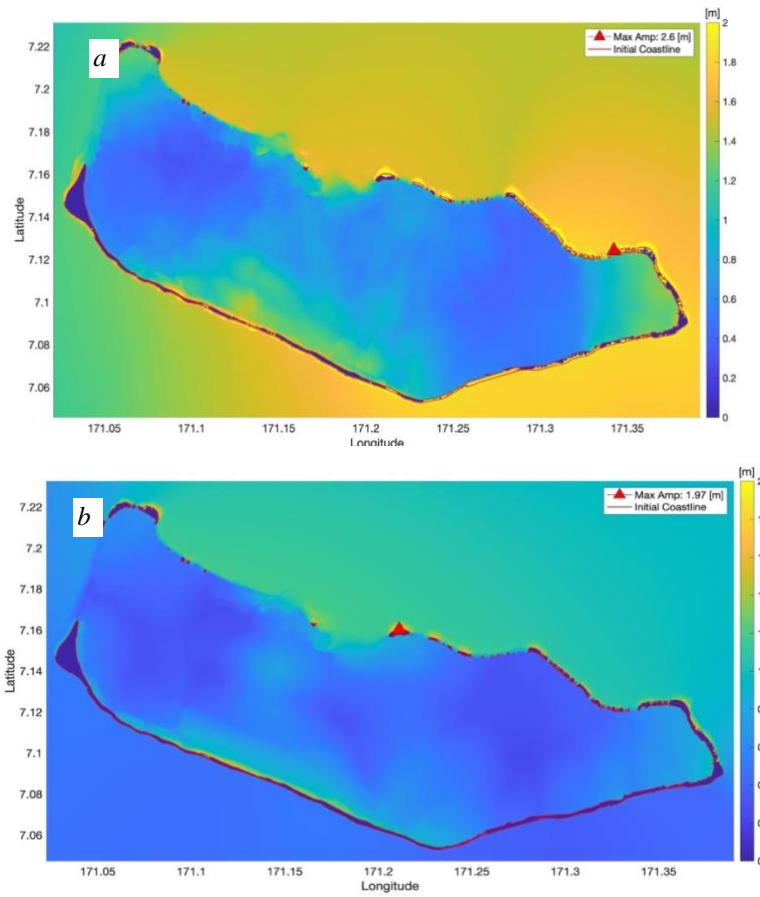 [m]
a
Max Amp: 2.6 [m]
Initial Coastline
2
1.8
1.6
1.4
1.2
1
0.8
0.6
0.4
0.2
0
7.22
7.2
7.18
7.16
7.14
7.12
7.1
7.08
7.06
Latitude
171.05 171.1 171.15 171.2 171.25 171.3 171.35
Longitude
[m]
b
Max Amp: 1.97 [m]
Initial Coastline
7.22
7.2
7.18
7.16
7.14
7.12
7.1
7.08
7.06
Latitude
171.05 171.1 171.15 171.2 171.25 171.3 171.35
Longitude